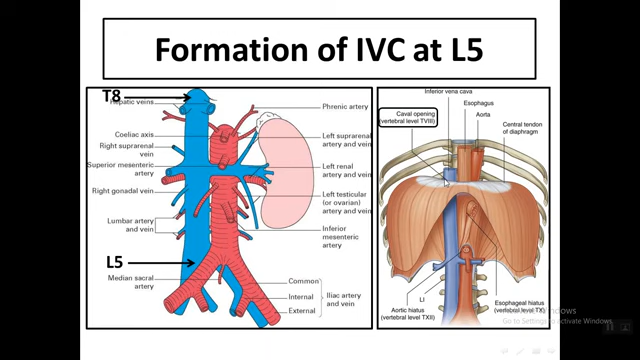 Formation of IVC at L5
T8
Hepatic veins
Phrenic artery
Coeliac axis
Right suprarenal
vein
Superior mesenteric
artery
Right gonadal vein
Lumbar artery
and vein
L5
Median sacral
artery
Left suprarenal
artery and vein
Left renal
artery and vein
Left testicular
(or ovarian)
artery and vein
Inferior
mesenteric
artery
Common
Internal
External
Iliac artery
and vein
Inferior vena cava
Esophagus
Aorta
Caval opening
(vertebral level TVIII)
Central tendon
of diaphragm
LI
Aortic hiatus
(vertebral level TXII)
Esophageal hiatus
(vertebral level TX)
Go to Settings to activate Windows.